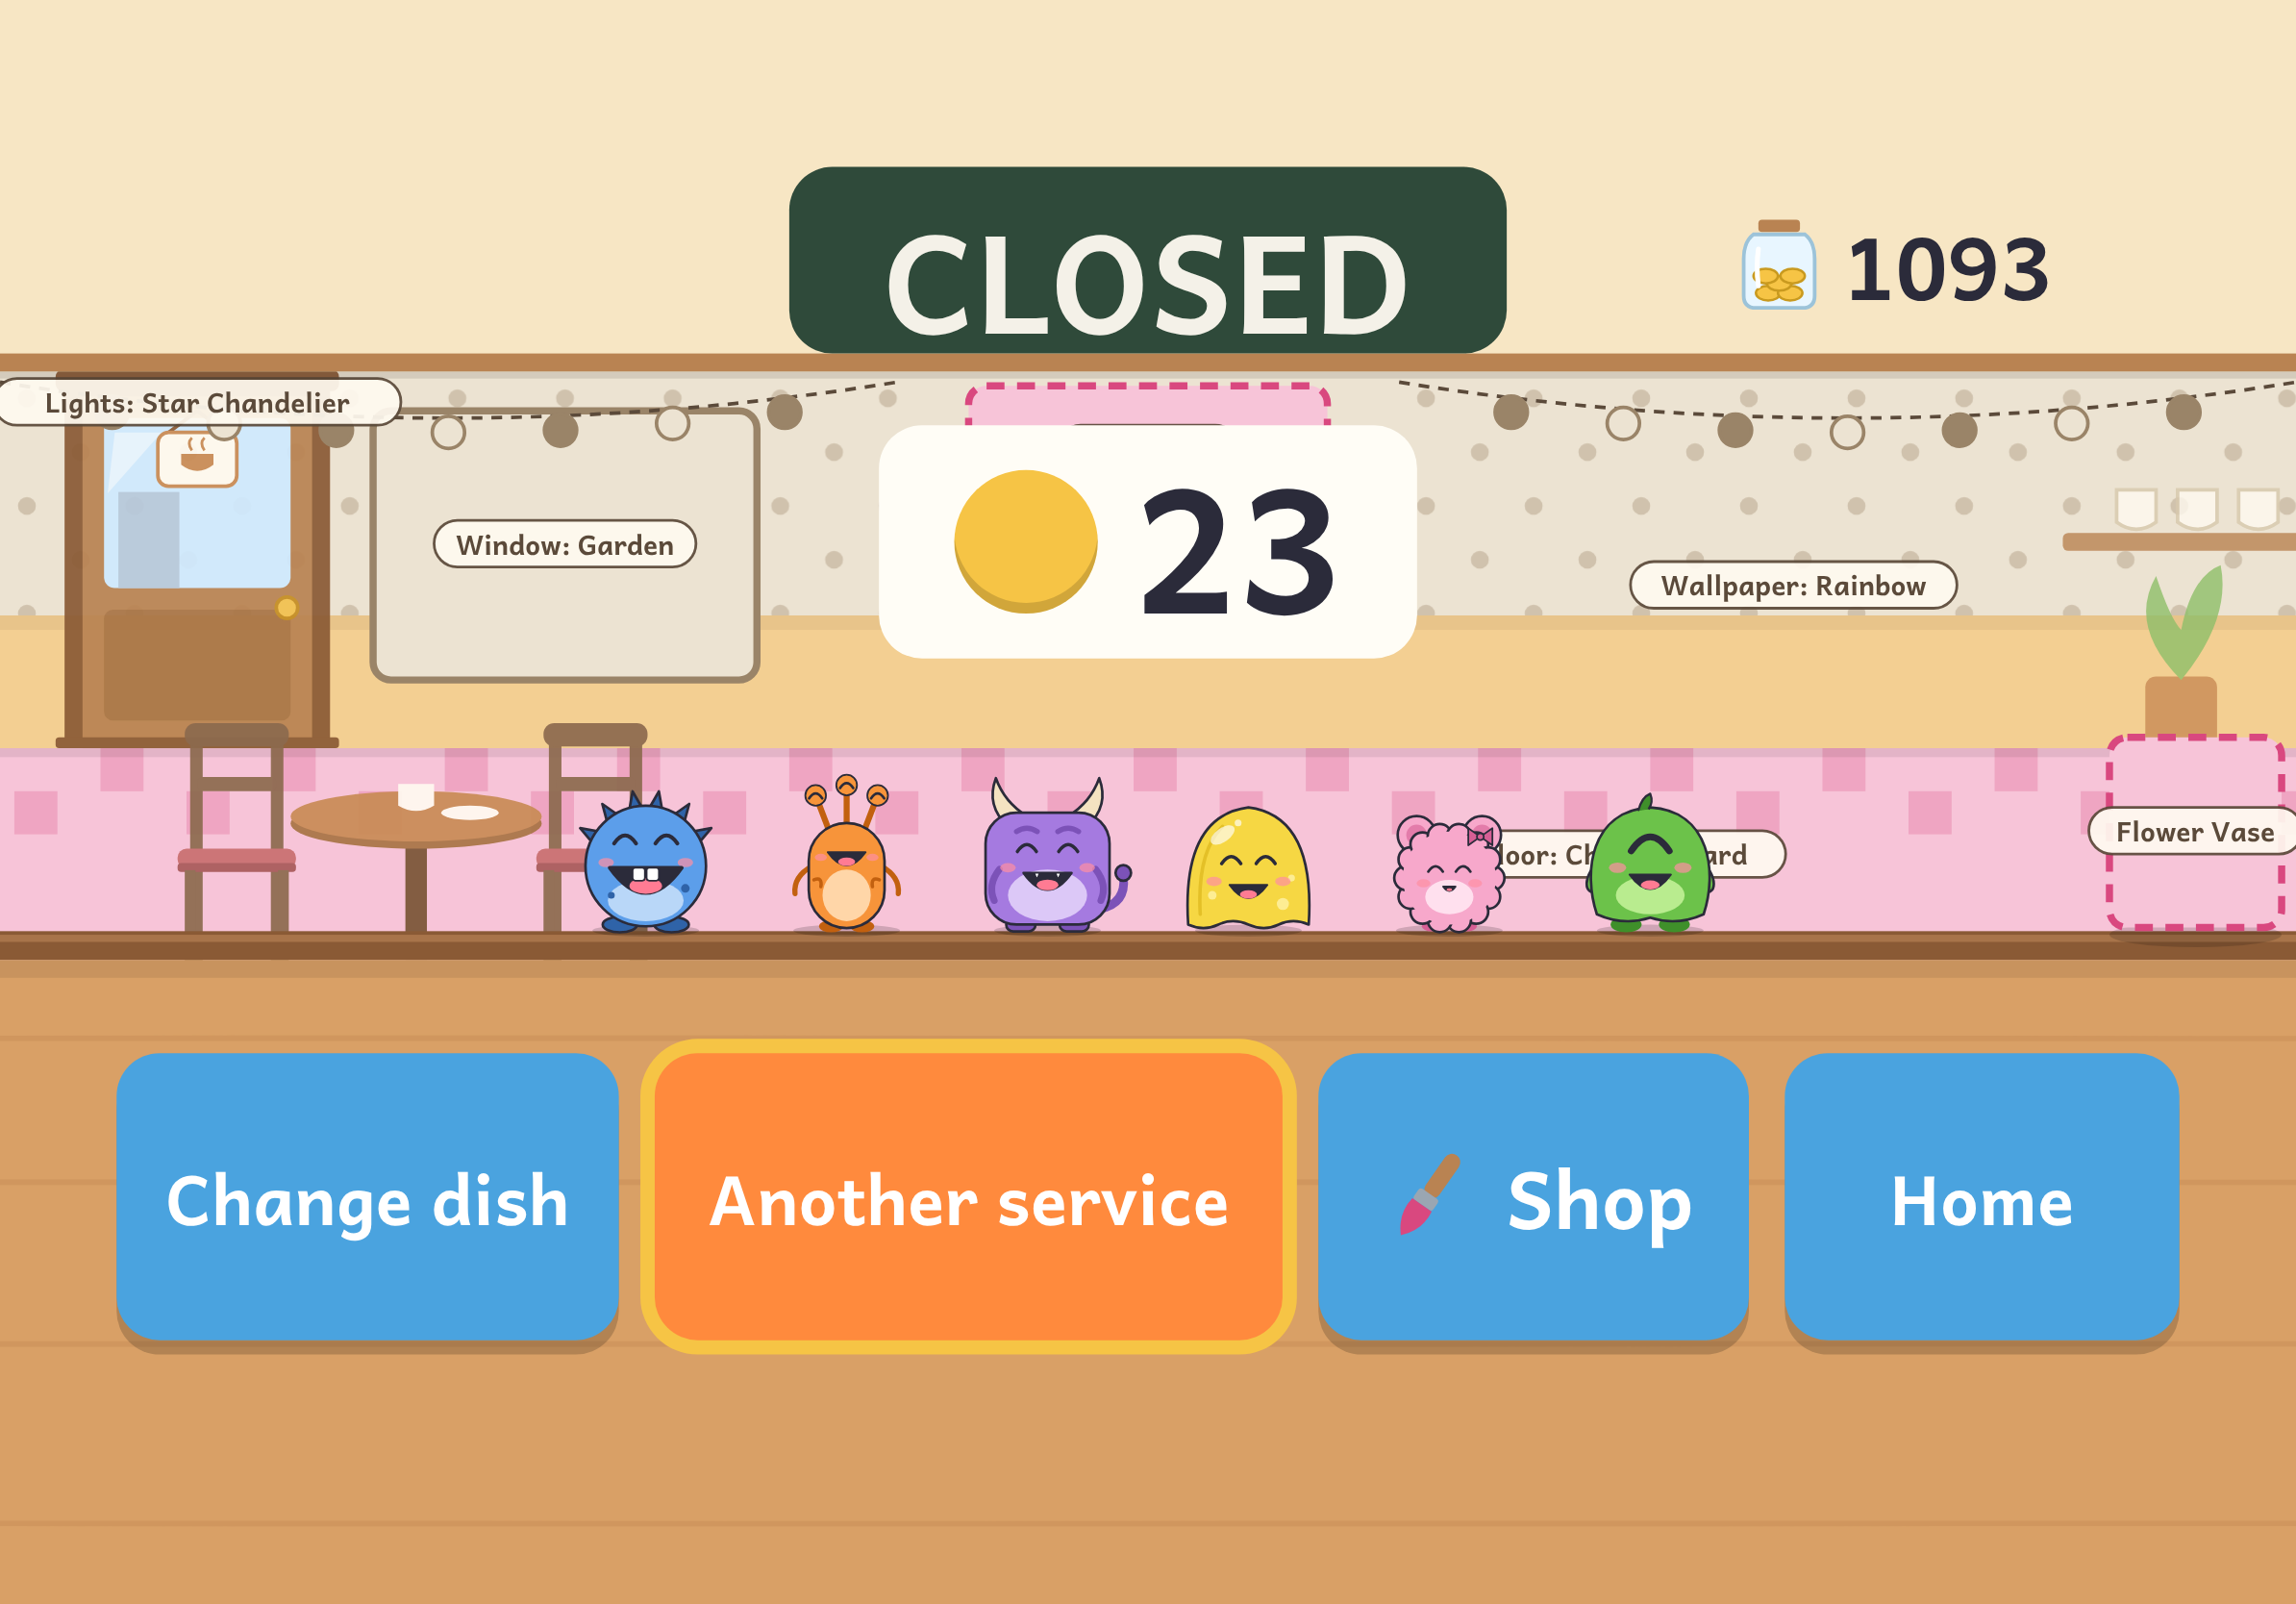 CLOSED
1093
Lights: Star Chandelier
23
Window: Garden
Wallpaper: Rainbow
Flower Vase
Change dish
Another service
Shop
Home